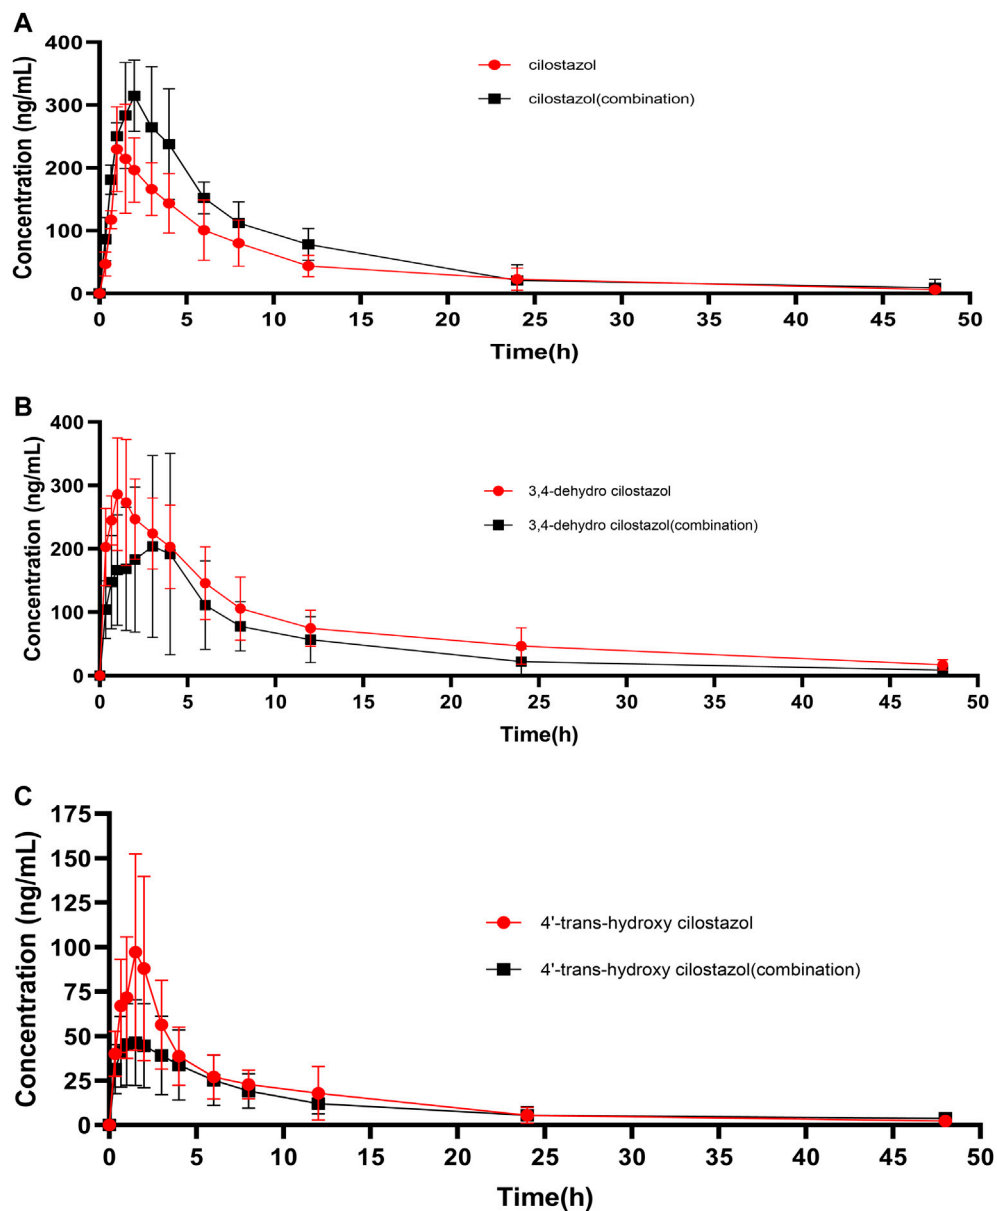 A
Concentration (ng/mL)
400
300
200
100
0
cilostazol
cilostazol(combination)
0 5 10 15 20 25 30 35 40 45 50
Time(h)
B
Concentration (ng/mL)
400
300
200
100
0
3,4-dehydro cilostazol
3,4-dehydro cilostazol(combination)
0 5 10 15 20 25 30 35 40 45 50
Time(h)
C
Concentration (ng/mL)
175
150
125
100
75
50
25
0
4'-trans-hydroxy cilostazol
4'-trans-hydroxy cilostazol(combination)
0 5 10 15 20 25 30 35 40 45 50
Time(h)